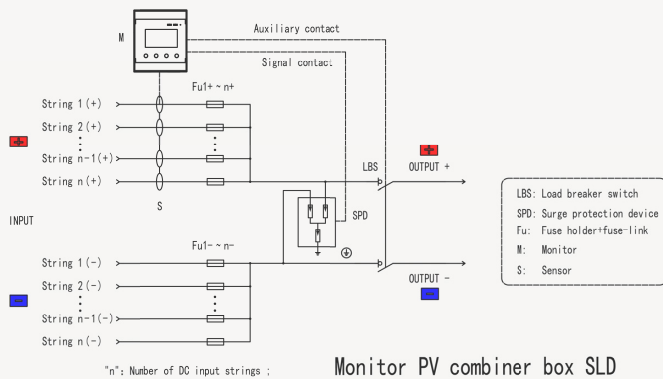 Auxiliary contact
M
Signal contact
Fu1+ ~ n+
String 1(+)
String 2(+)
String n-1(+)
String n(+)
LBS
OUTPUT +
S
SPD
INPUT
LBS: Load breaker switch
SPD: Surge protection device
Fu: Fuse holder+fuse-link
M: Monitor
S: Sensor
Fu1- ~ n-
String 1(-)
String 2(-)
String n-1(-)
String n(-)
OUTPUT -
"n": Number of DC input strings ;
Monitor PV combiner box SLD